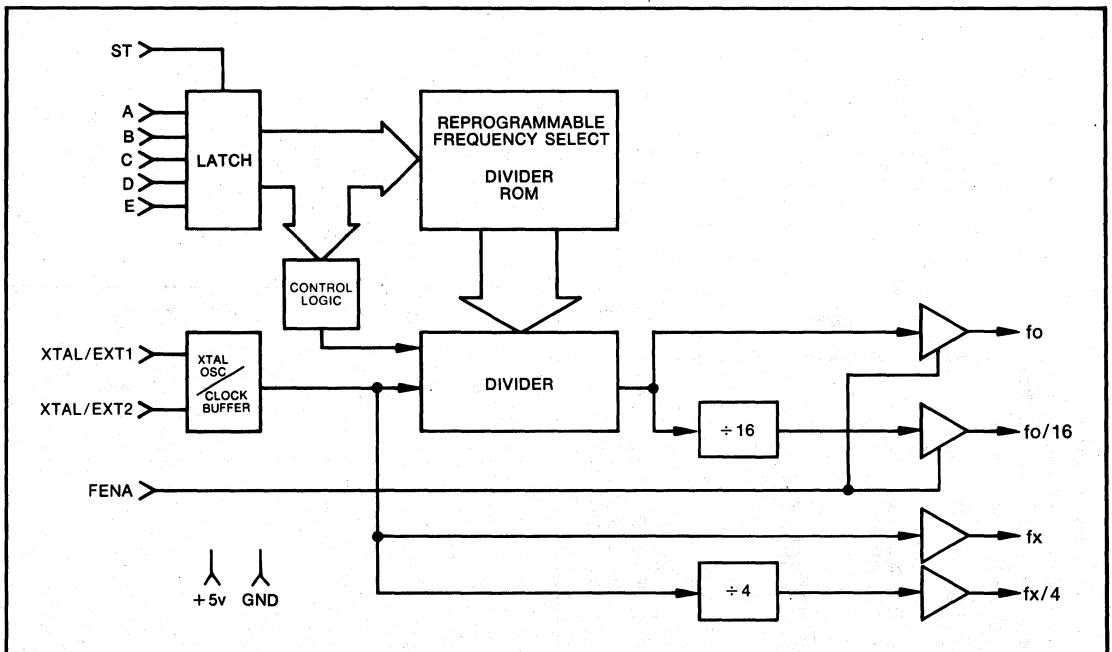 ST
A
B
C
D
E
LATCH
REPROGRAMMABLE
FREQUENCY SELECT
DIVIDER
ROM
CONTROL
LOGIC
XTAL/EXT1
XTAL/EXT2
XTAL
OSC
CLOCK
BUFFER
DIVIDER
fo
÷16
fo/16
FENA
fx
÷4
fx/4
+5v
GND